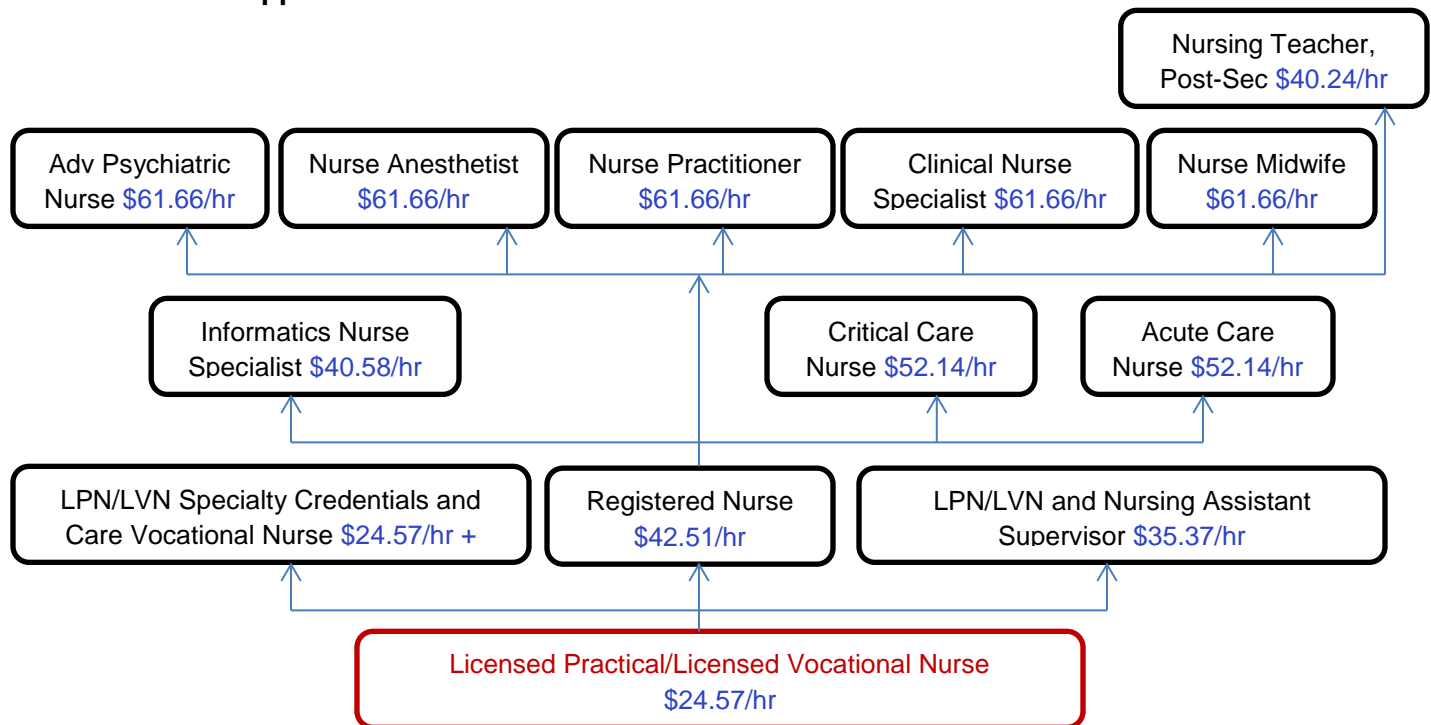 Nursing Teacher,
Post-Sec $40.24/hr
Adv Psychiatric
Nurse $61.66/hr
Nurse Anesthetist
$61.66/hr
Nurse Practitioner
$61.66/hr
Clinical Nurse
Specialist $61.66/hr
Nurse Midwife
$61.66/hr
Informatics Nurse
Specialist $40.58/hr
Critical Care
Nurse $52.14/hr
Acute Care
Nurse $52.14/hr
LPN/LVN Specialty Credentials and
Care Vocational Nurse $24.57/hr +
Registered Nurse
$42.51/hr
LPN/LVN and Nursing Assistant
Supervisor $35.37/hr
Licensed Practical/Licensed Vocational Nurse
$24.57/hr